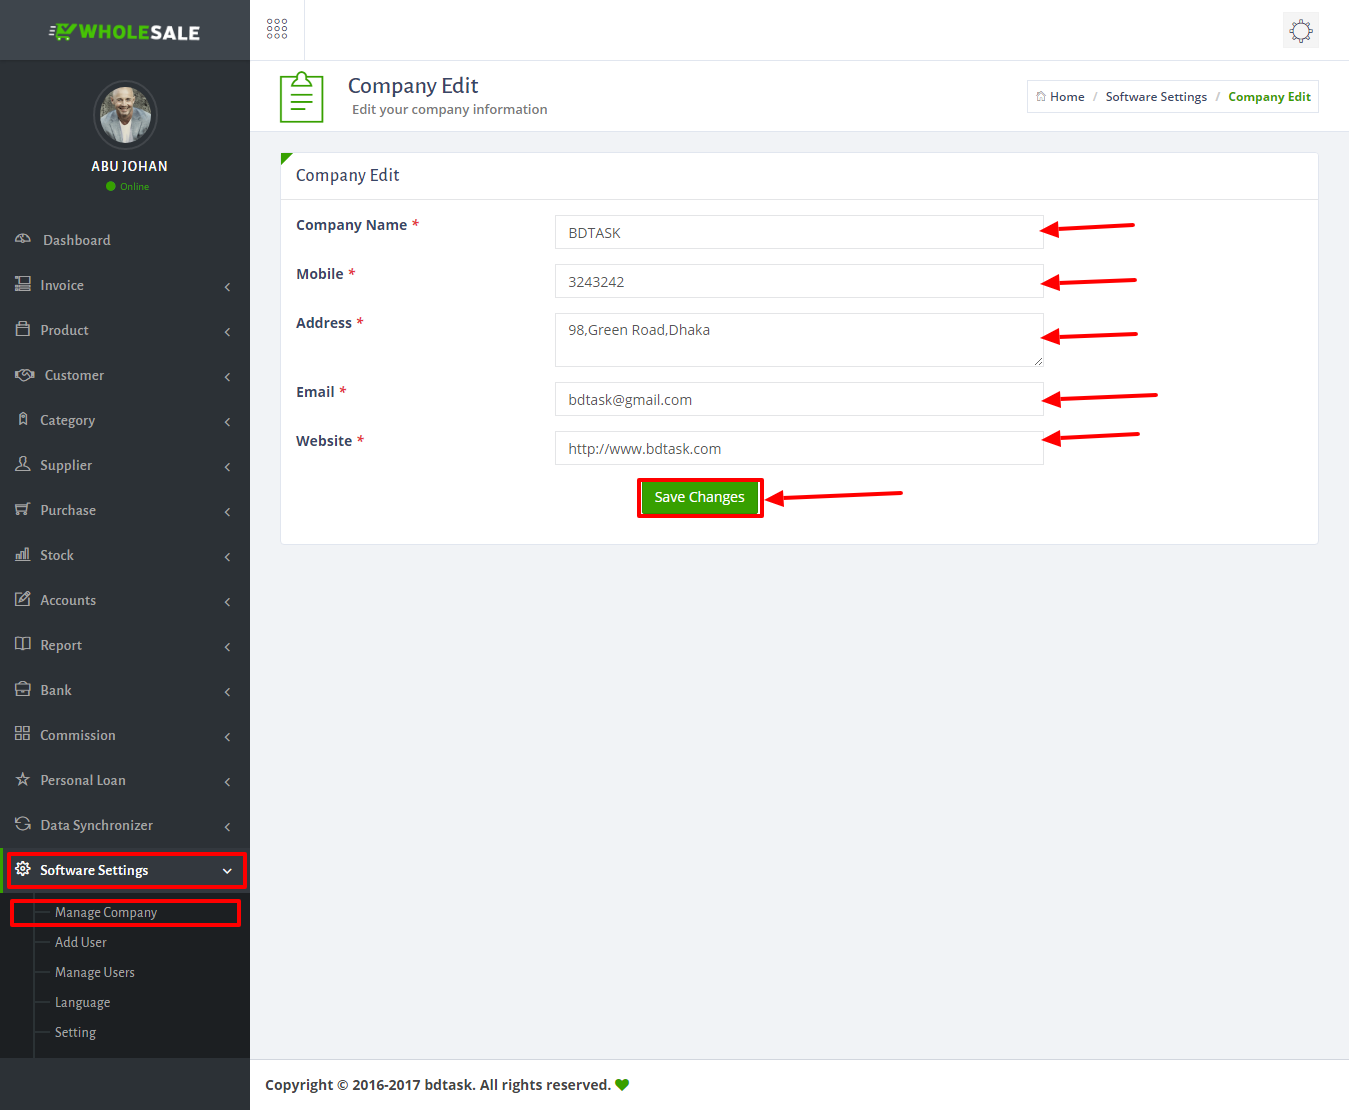 WHOLESALE
ABU JOHAN
Online
Dashboard
Invoice
Product
Customer
Category
Supplier
Purchase
Stock
Accounts
Report
Bank
Commission
Personal Loan
Data Synchronizer
Software Settings
Manage Company
Add User
Manage Users
Language
Setting
Company Edit
Edit your company information
Home / Software Settings / Company Edit
Company Edit
Company Name *
BDTASK
Mobile *
3243242
Address *
98,Green Road,Dhaka
Email *
bdtask@gmail.com
Website *
http://www.bdtask.com
Save Changes
Copyright © 2016-2017 bdtask. All rights reserved.